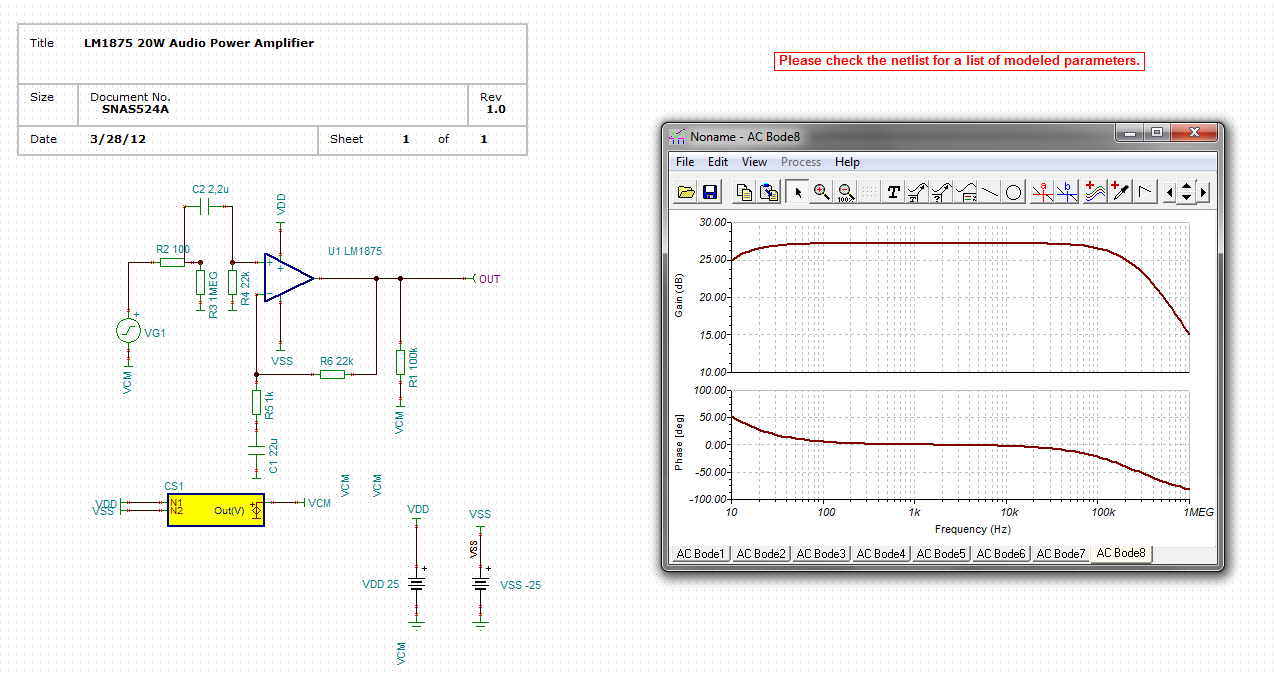 Title LM1875 20W Audio Power Amplifier
Size Document No. Rev
SNAS524A 1.0
Date 3/28/12 Sheet 1 of 1
Please check the netlist for a list of modeled parameters.
C2 2,2u
VDD
R2 100
U1 LM1875
R3 1MEG
R4 22k
OUT
VG1
VSS
R6 22k
R1 100k
VCM
R5 1k
VCM
C1 22u
CS1
VCM
VCM
VDD
VSS
N1
N2
Out(V)
VCM
VDD
VSS
VSS
VDD 25
VSS -25
VCM
Noname - AC Bode8
File Edit View Process Help
100%
T
a
b
30.00
25.00
20.00
15.00
10.00
Gain (dB)
100.00
50.00
0.00
-50.00
-100.00
Phase [deg]
10 100 1k 10k 100k 1MEG
Frequency (Hz)
AC Bode1 AC Bode2 AC Bode3 AC Bode4 AC Bode5 AC Bode6 AC Bode7 AC Bode8